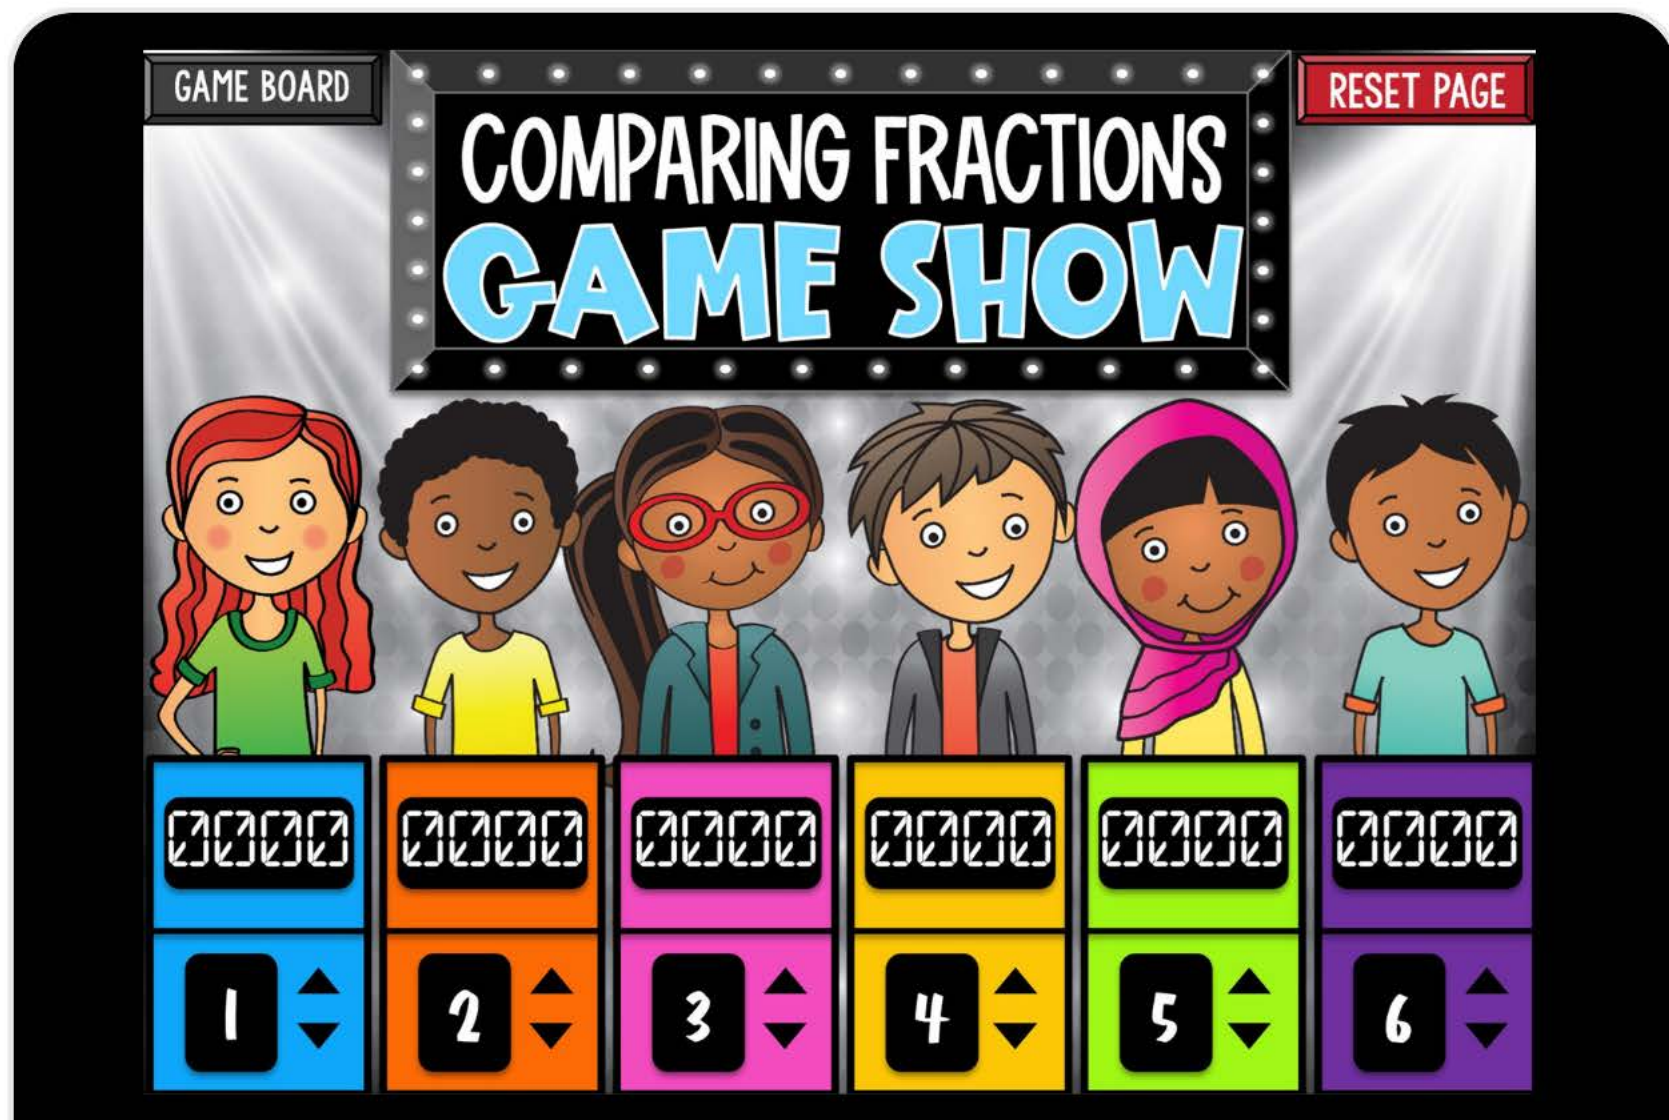 GAME BOARD
COMPARING FRACTIONS
GAME SHOW
RESET PAGE
0000 0000 0000 0000 0000 0000
1 2 3 4 5 6